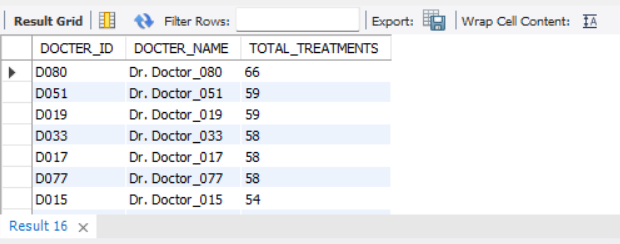 Result Grid Filter Rows: Export: Wrap Cell Content: IA
DOCTER_ID DOCTER_NAME TOTAL_TREATMENTS
D080 Dr. Doctor_080 66
D051 Dr. Doctor_051 59
D019 Dr. Doctor_019 59
D033 Dr. Doctor_033 58
D017 Dr. Doctor_017 58
D077 Dr. Doctor_077 58
D015 Dr. Doctor_015 54
Result 16 ×